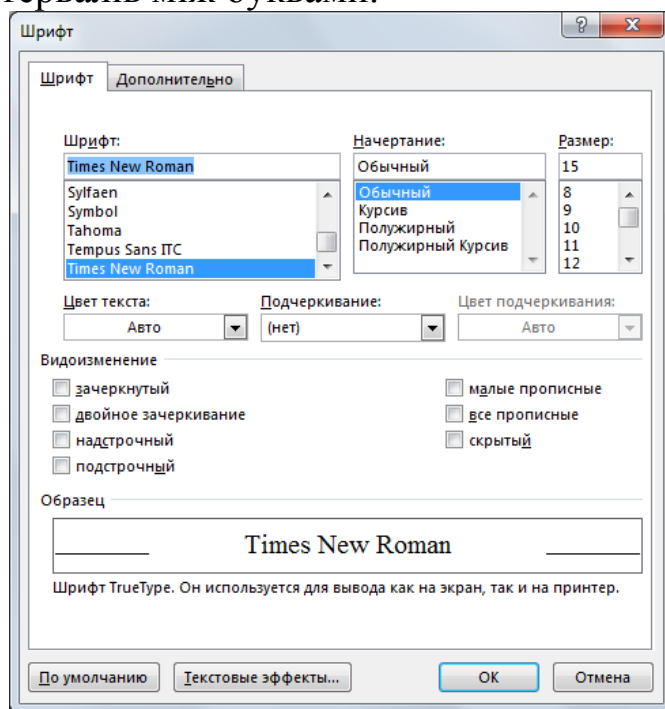 між буквами.
Шрифт
Шрифт Дополнительно
Шрифт: Начертание: Размер:
Times New Roman Обычный 15
Sylfaen Обычный 8
Symbol Курсив 9
Tahoma Полужирный 10
Tempus Sans ITC Полужирный Курсив 11
Times New Roman 12
Цвет текста: Подчеркивание: Цвет подчеркивания:
Авто (нет) Авто
Видоизменение
зачеркнутый малые прописные
двойное зачеркивание все прописные
надстрочный скрытый
подстрочный
Образец
Times New Roman
Шрифт TrueType. Он используется для вывода как на экран, так и на принтер.
По умолчанию Текстовые эффекты... ОК Отмена